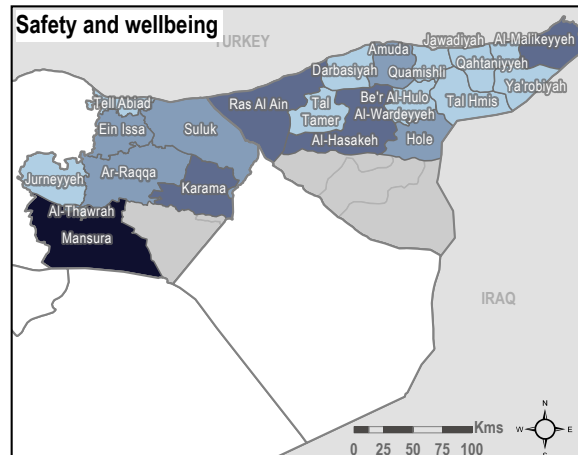 Safety and wellbeing
TURKEY
Jawadiyah
Al-Malikeyyeh
Amuda
Darbasiyah
Quamishli
Qahtaniyyeh
Ya'robiyah
Tell Abiad
Ras Al Ain
Tal
Tamer
Be'r Al-Hulo
Al-Wardeyyeh
Tal Hmis
Ein Issa
Suluk
Al-Hasakeh
Hole
Jurneyyeh
Ar-Raqqa
Karama
Al-Thawrah
Mansura
IRAQ
Kms
0 25 50 75 100
N
W E
S